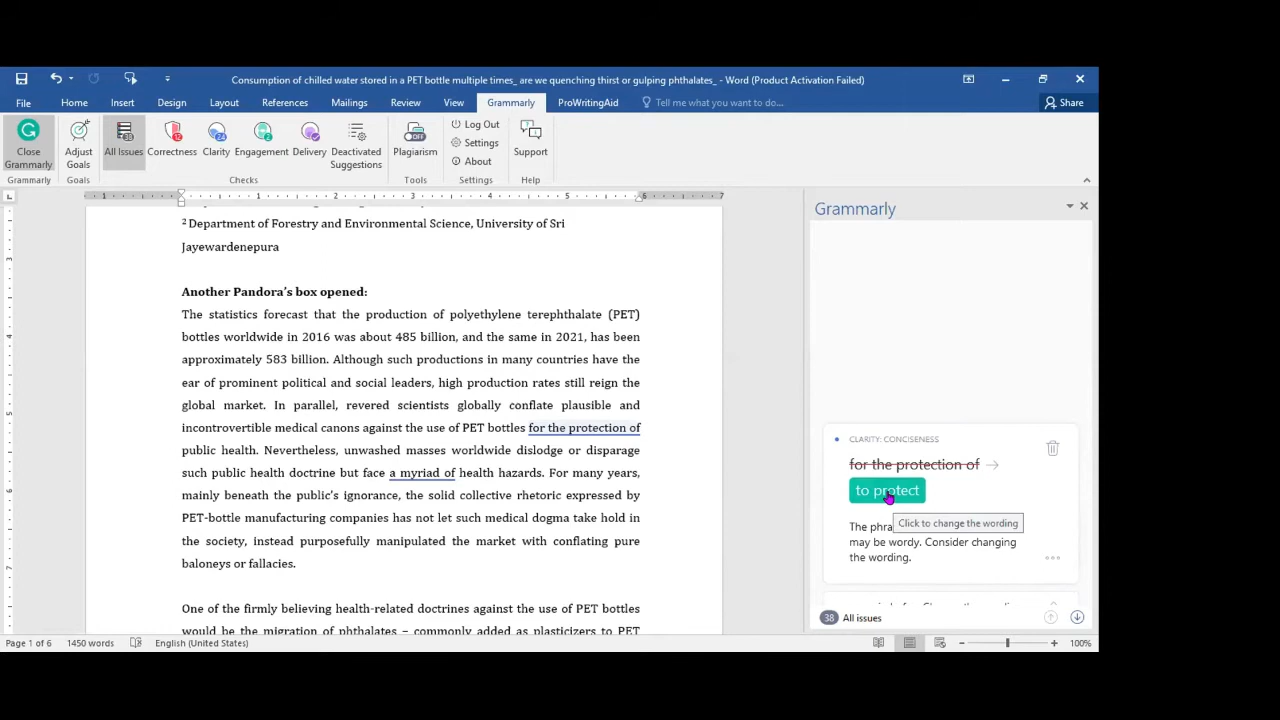 Consumption of chilled water stored in a PET bottle multiple times_ are we quenching thirst or gulping phthalates_ - Word (Product Activation Failed)
File Home Insert Design Layout References Mailings Review View Grammarly ProWritingAid Tell me what you want to do... Share
Close Grammarly
Adjust Goals
All Issues
Correctness
Clarity
Engagement
Delivery
Deactivated Suggestions
OFF
Plagiarism
Log Out
Settings
About
Support
Grammarly Goals Checks Tools Settings Help
1 1 2 3 4 5 6 7
Grammarly
2 Department of Forestry and Environmental Science, University of Sri
Jayewardenepura
Another Pandora's box opened:
The statistics forecast that the production of polyethylene terephthalate (PET)
bottles worldwide in 2016 was about 485 billion, and the same in 2021, has been
approximately 583 billion. Although such productions in many countries have the
ear of prominent political and social leaders, high production rates still reign the
global market. In parallel, revered scientists globally conflate plausible and
incontrovertible medical canons against the use of PET bottles for the protection of
public health. Nevertheless, unwashed masses worldwide dislodge or disparage
such public health doctrine but face a myriad of health hazards. For many years,
mainly beneath the public's ignorance, the solid collective rhetoric expressed by
PET-bottle manufacturing companies has not let such medical dogma take hold in
the society, instead purposefully manipulated the market with conflating pure
baloneys or fallacies.
One of the firmly believing health-related doctrines against the use of PET bottles
would be the migration of phthalates – commonly added as plasticizers to PET
CLARITY: CONCISENESS
for the protection of →
to protect
Click to change the wording
The phra
may be wordy. Consider changing
the wording.
38 All issues
Page 1 of 6 1450 words English (United States) 100%